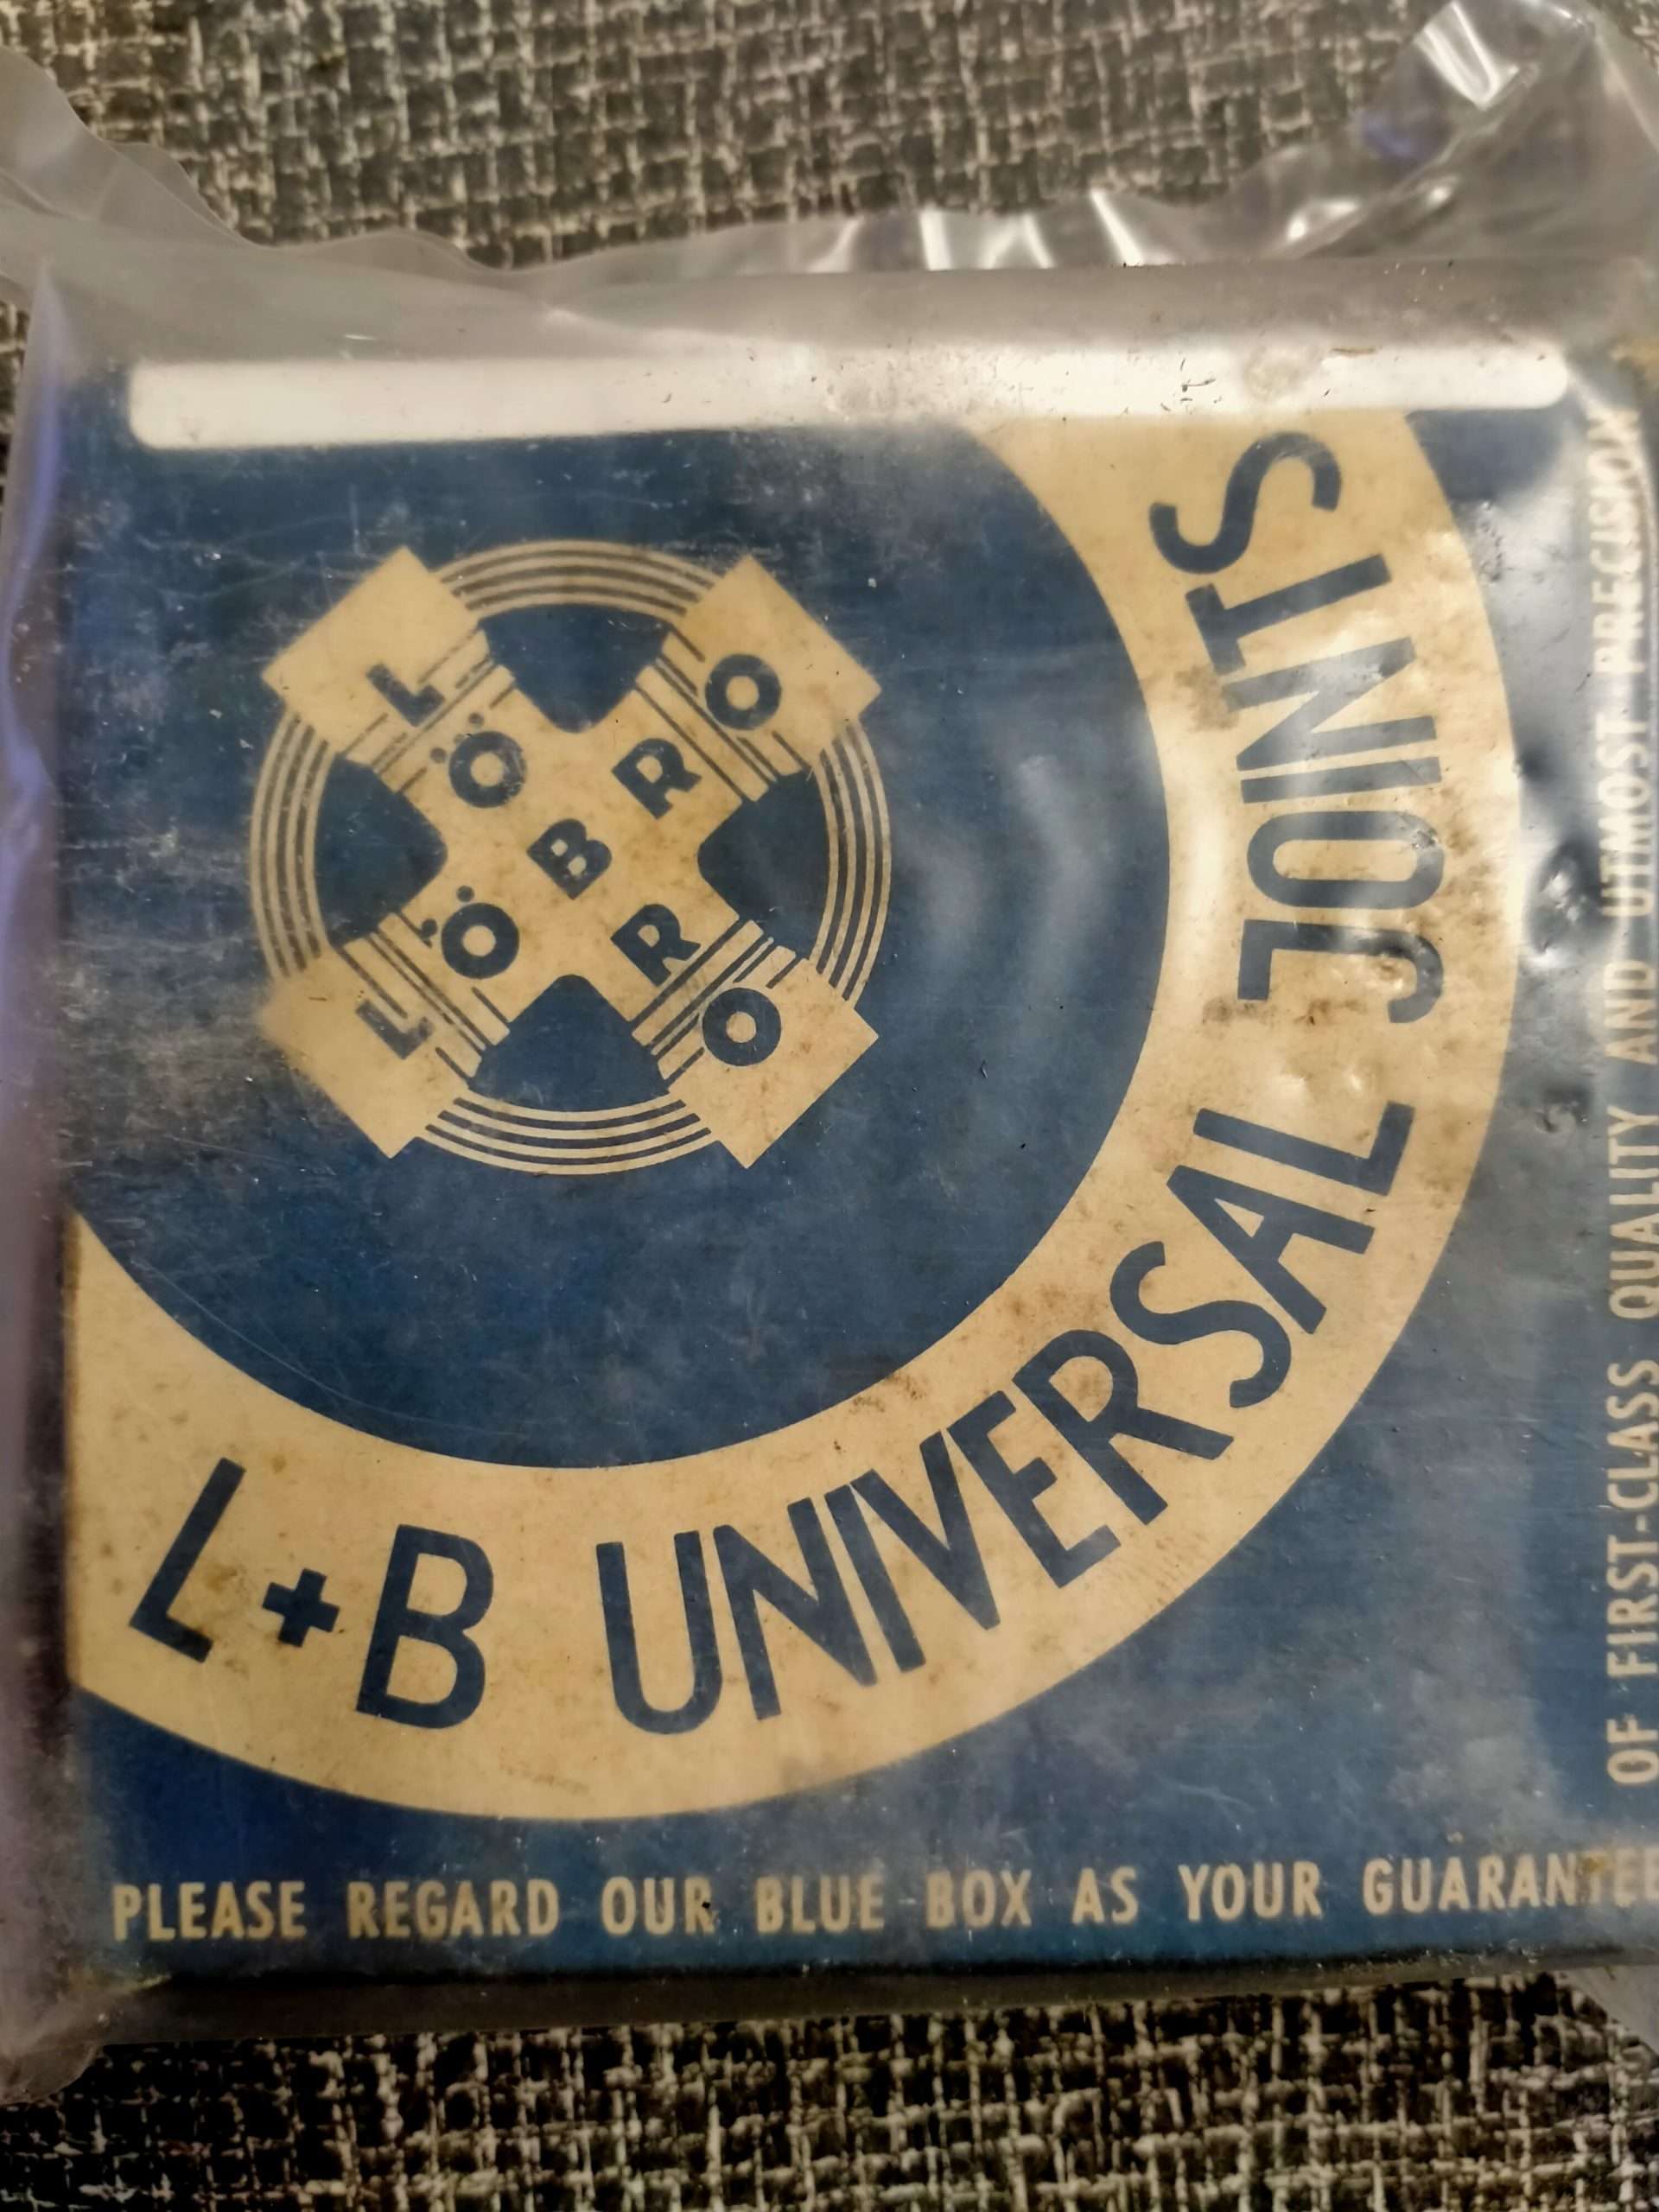 LÖBRO
LÖBRO
L+B UNIVERSAL JOINTS
PLEASE REGARD OUR BLUE BOX AS YOUR GUARANTEE
OF FIRST-CLASS QUALITY AND UTMOST PRECISION